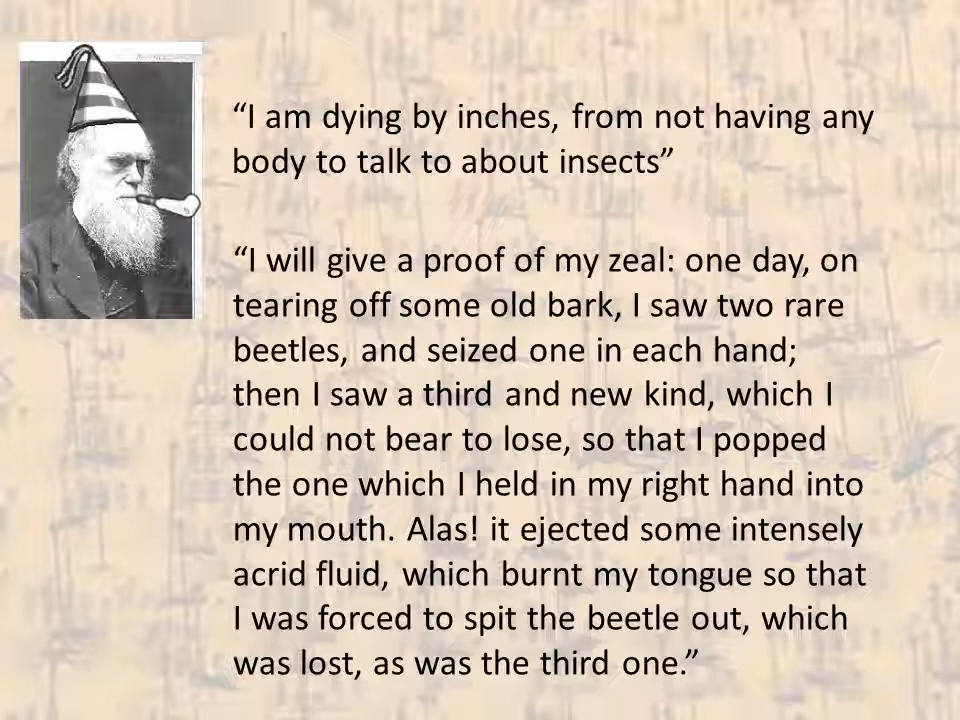 “I am dying by inches, from not having any
body to talk to about insects”
“I will give a proof of my zeal: one day, on
tearing off some old bark, I saw two rare
beetles, and seized one in each hand;
then I saw a third and new kind, which I
could not bear to lose, so that I popped
the one which I held in my right hand into
my mouth. Alas! it ejected some intensely
acrid fluid, which burnt my tongue so that
I was forced to spit the beetle out, which
was lost, as was the third one.”